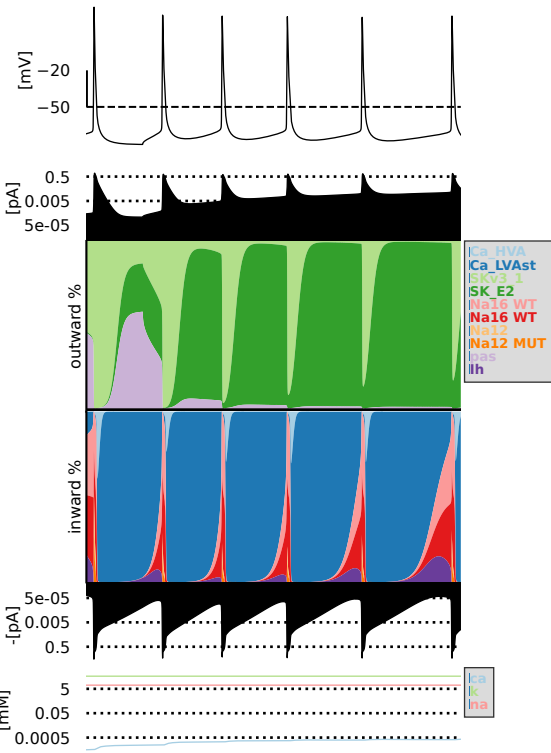 [mV]
−20
−50
[pA]
0.5
0.005
5e-05
outward %
Ca_HVA
Ca_LVAst
SKv3_1
SK_E2
Na16 WT
Na16 WT
Na12
Na12 MUT
pas
Ih
inward %
-[pA]
5e-05
0.005
0.5
[mM]
5
0.05
0.0005
ca
k
na